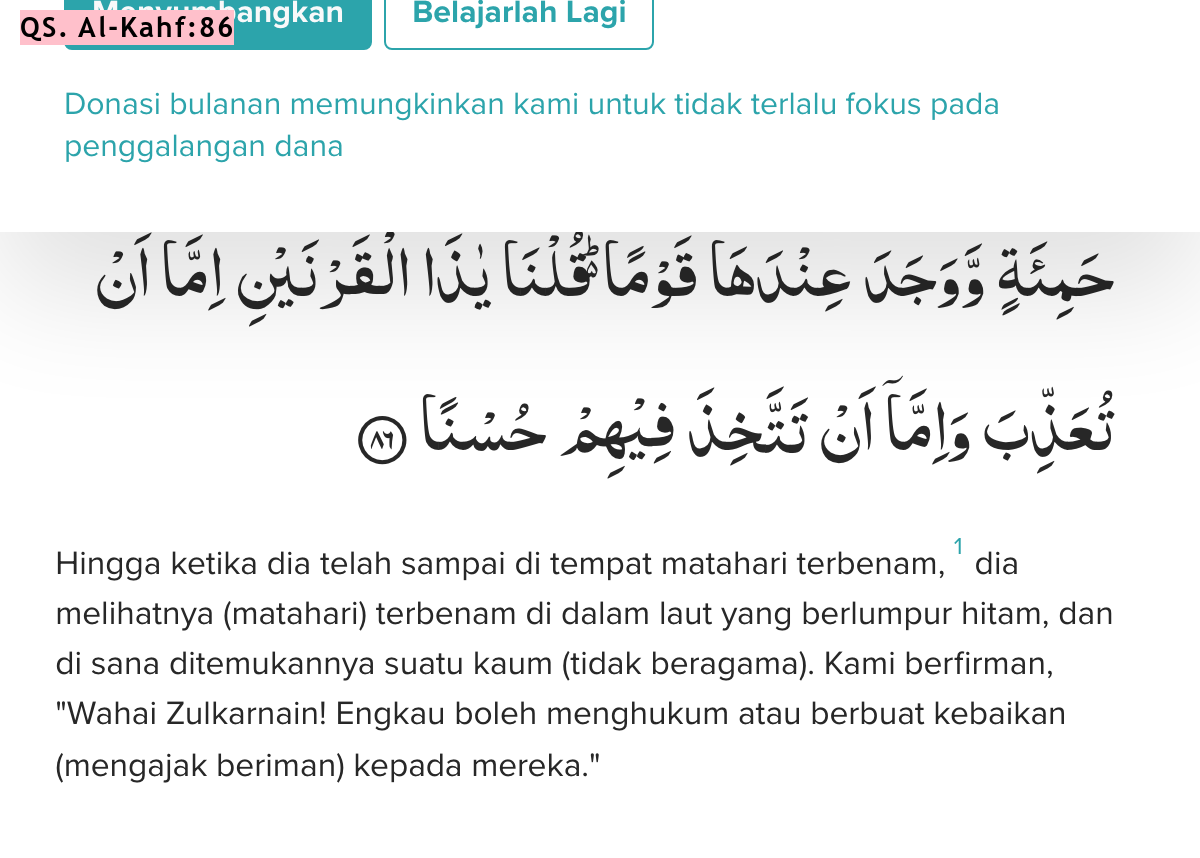 Menyumbangkan
Belajarlah Lagi
QS. Al-Kahf:86
Donasi bulanan memungkinkan kami untuk tidak terlalu fokus pada
penggalangan dana
حَمِئَةٍ وَّوَجَدَ عِنْدَهَا قَوْمًا ەۗ قُلْنَا يٰذَا الْقَرْنَيْنِ اِمَّآ اَنْ
تُعَذِّبَ وَاِمَّآ اَنْ تَتَّخِذَ فِيْهِمْ حُسْنًا ٨٦
Hingga ketika dia telah sampai di tempat matahari terbenam, 1 dia
melihatnya (matahari) terbenam di dalam laut yang berlumpur hitam, dan
di sana ditemukannya suatu kaum (tidak beragama). Kami berfirman,
"Wahai Zulkarnain! Engkau boleh menghukum atau berbuat kebaikan
(mengajak beriman) kepada mereka."